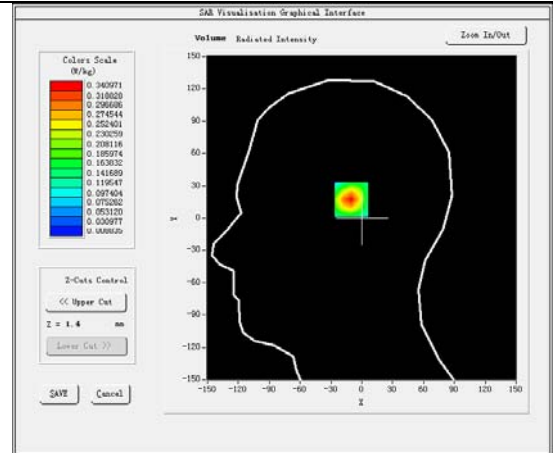 SAR Visualisation Graphical Interface
Volume Radiated Intensity
Zoom In/Out
Colors Scale
(W/kg)
0.340971
0.318828
0.296686
0.274544
0.252401
0.230259
0.208116
0.185974
0.163832
0.141689
0.119547
0.097404
0.075262
0.053120
0.030977
0.008835
150
120
90
60
30
0
-30
-60
-90
-120
-150
Y
-150 -120 -90 -60 -30 0 30 60 90 120 150
X
Z-Cuts Control
<< Upper Cut
Z = 1.4 mm
Lower Cut >>
SAVE
Cancel